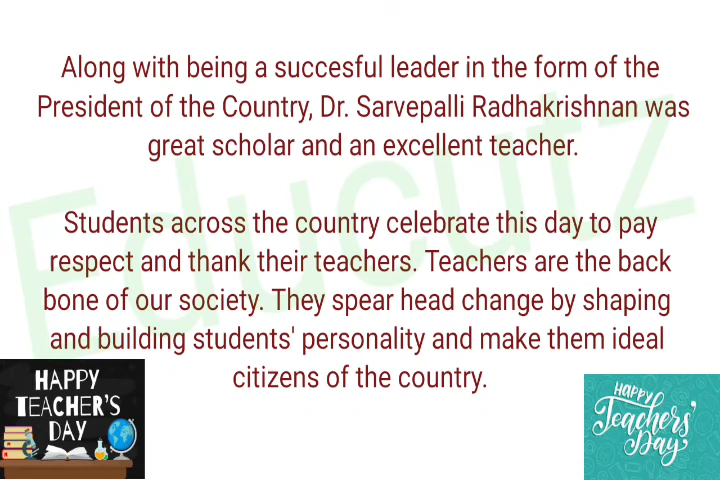 Along with being a succesful leader in the form of the
President of the Country, Dr. Sarvepalli Radhakrishnan was
great scholar and an excellent teacher.
Students across the country celebrate this day to pay
respect and thank their teachers. Teachers are the back
bone of our society. They spear head change by shaping
and building students' personality and make them ideal
citizens of the country.
Educutz
HAPPY
TEACHER'S
DAY
HAPPY
Teachers'
Day